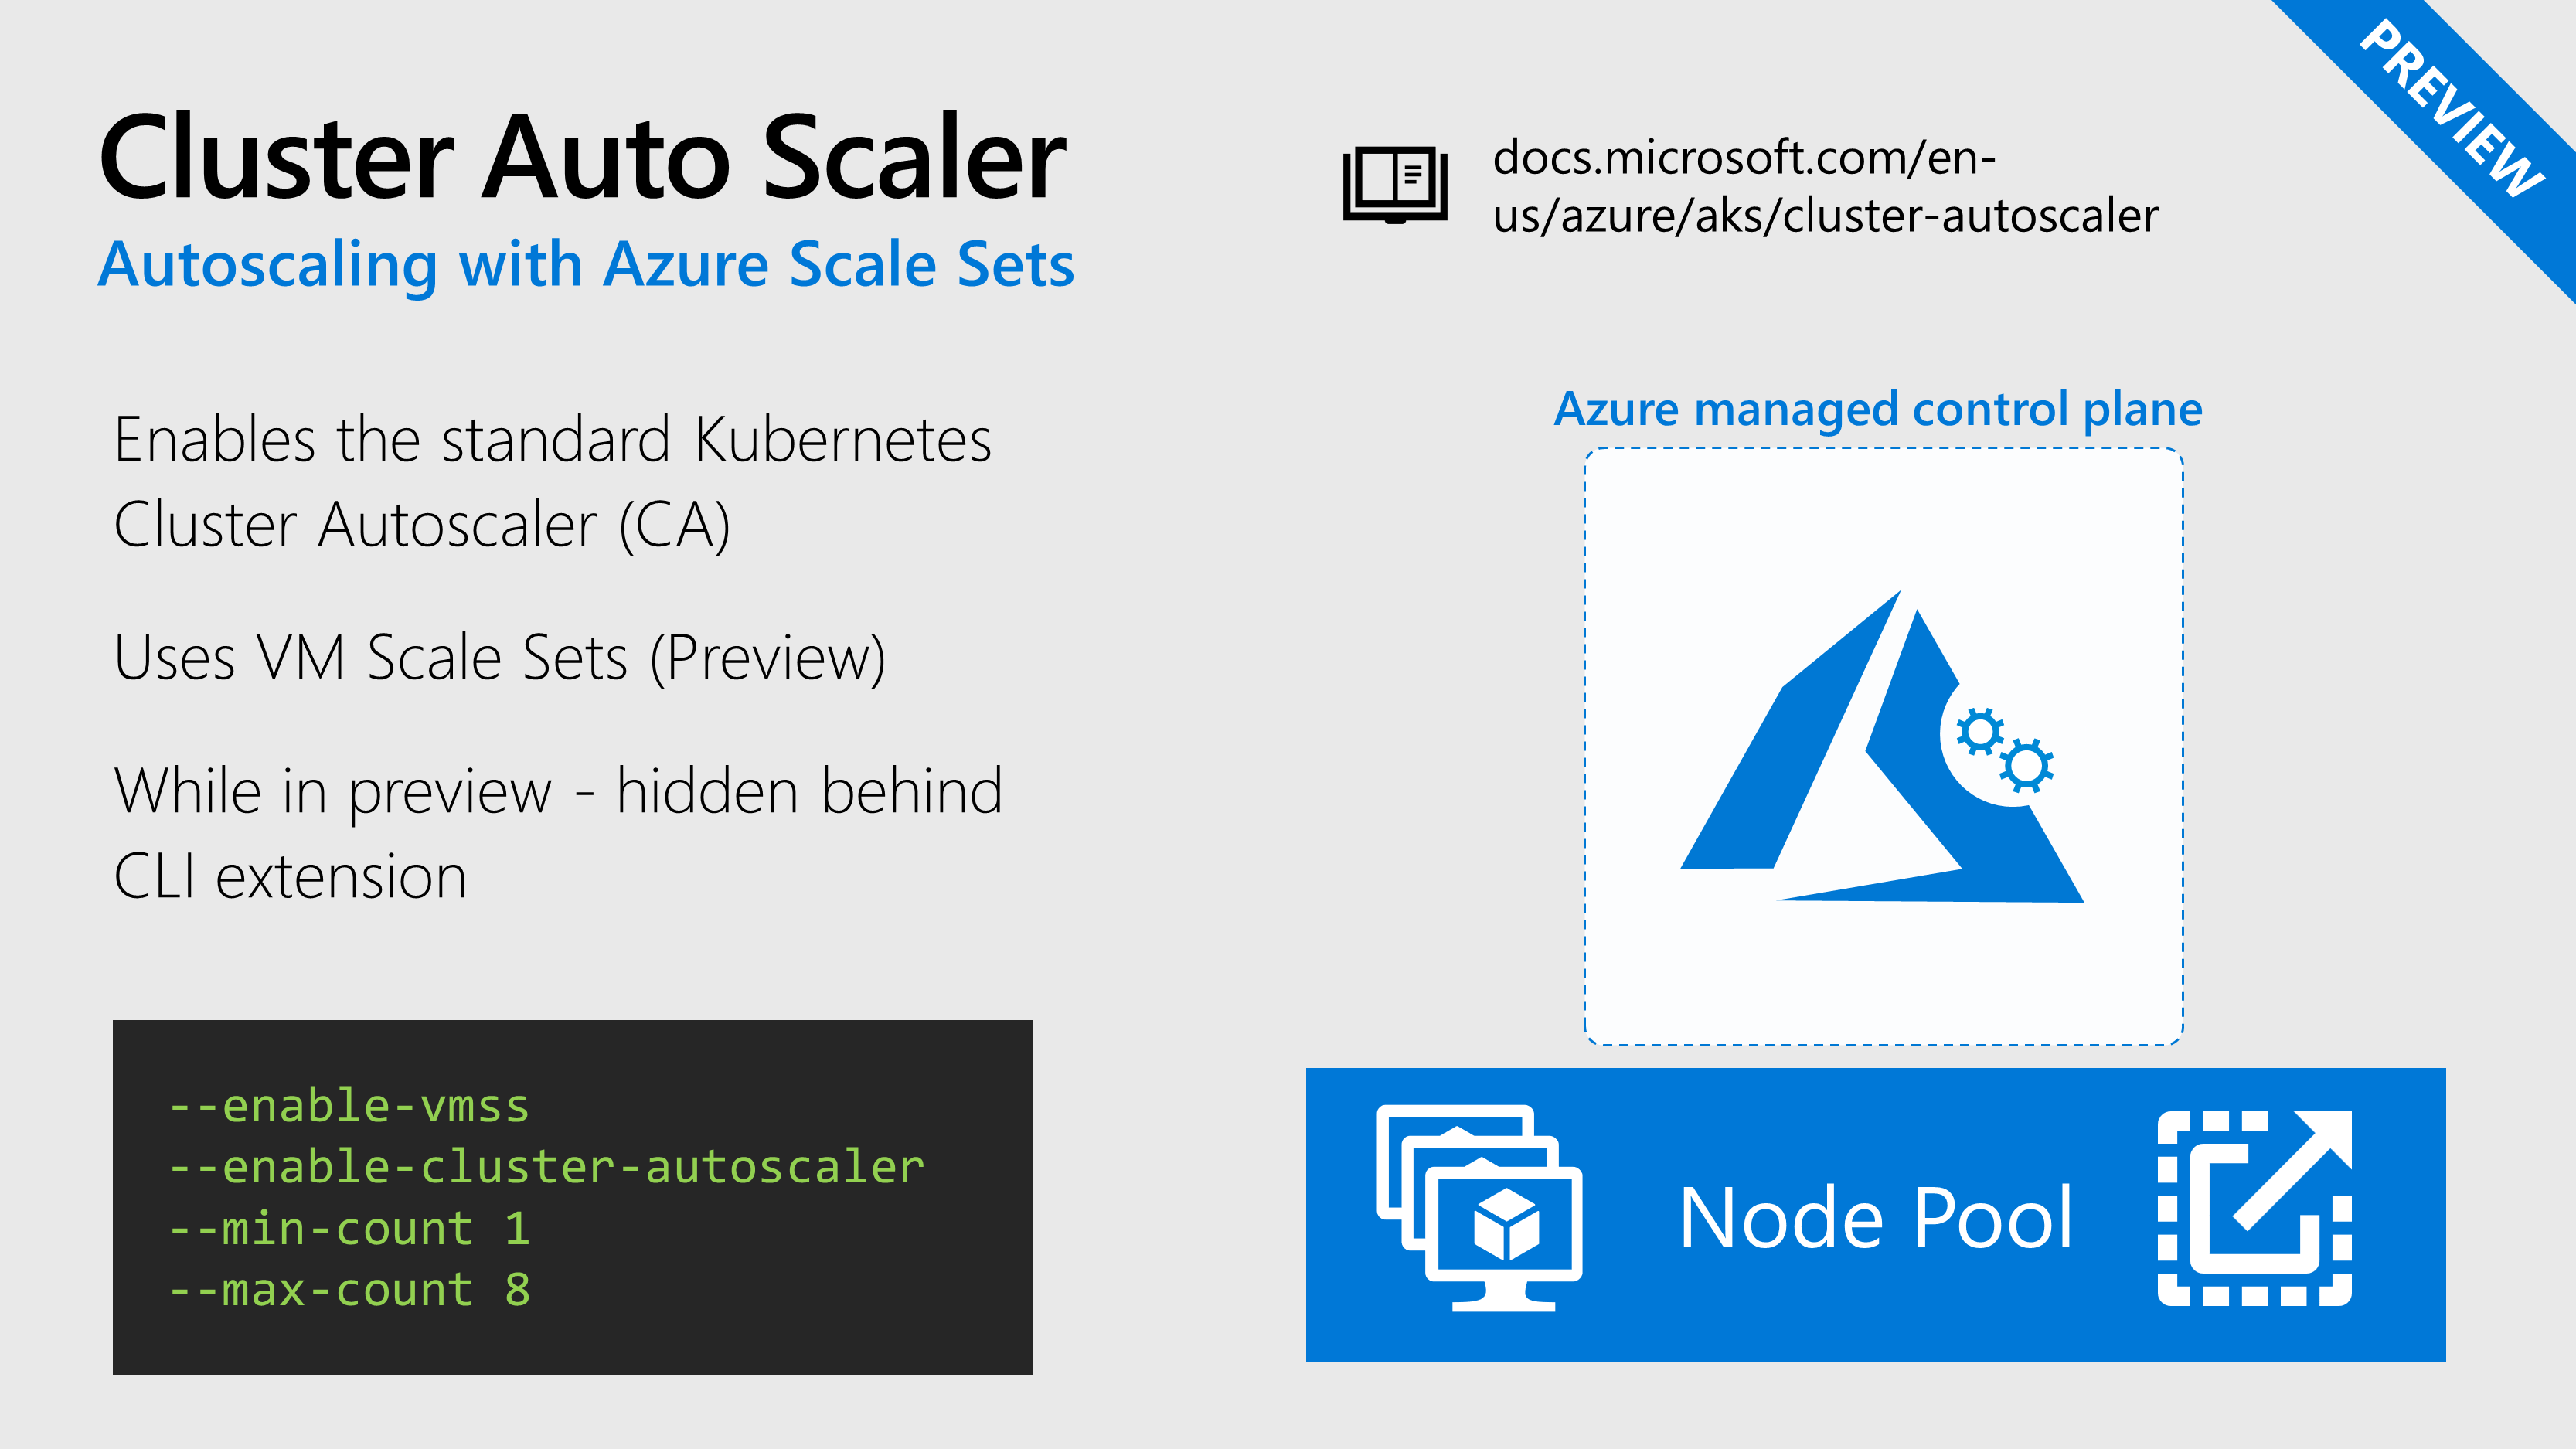 Cluster Auto Scaler
Autoscaling with Azure Scale Sets
docs.microsoft.com/en-
us/azure/aks/cluster-autoscaler
PREVIEW
Enables the standard Kubernetes
Cluster Autoscaler (CA)
Uses VM Scale Sets (Preview)
While in preview - hidden behind
CLI extension
--enable-vmss
--enable-cluster-autoscaler
--min-count 1
--max-count 8
Azure managed control plane
Node Pool